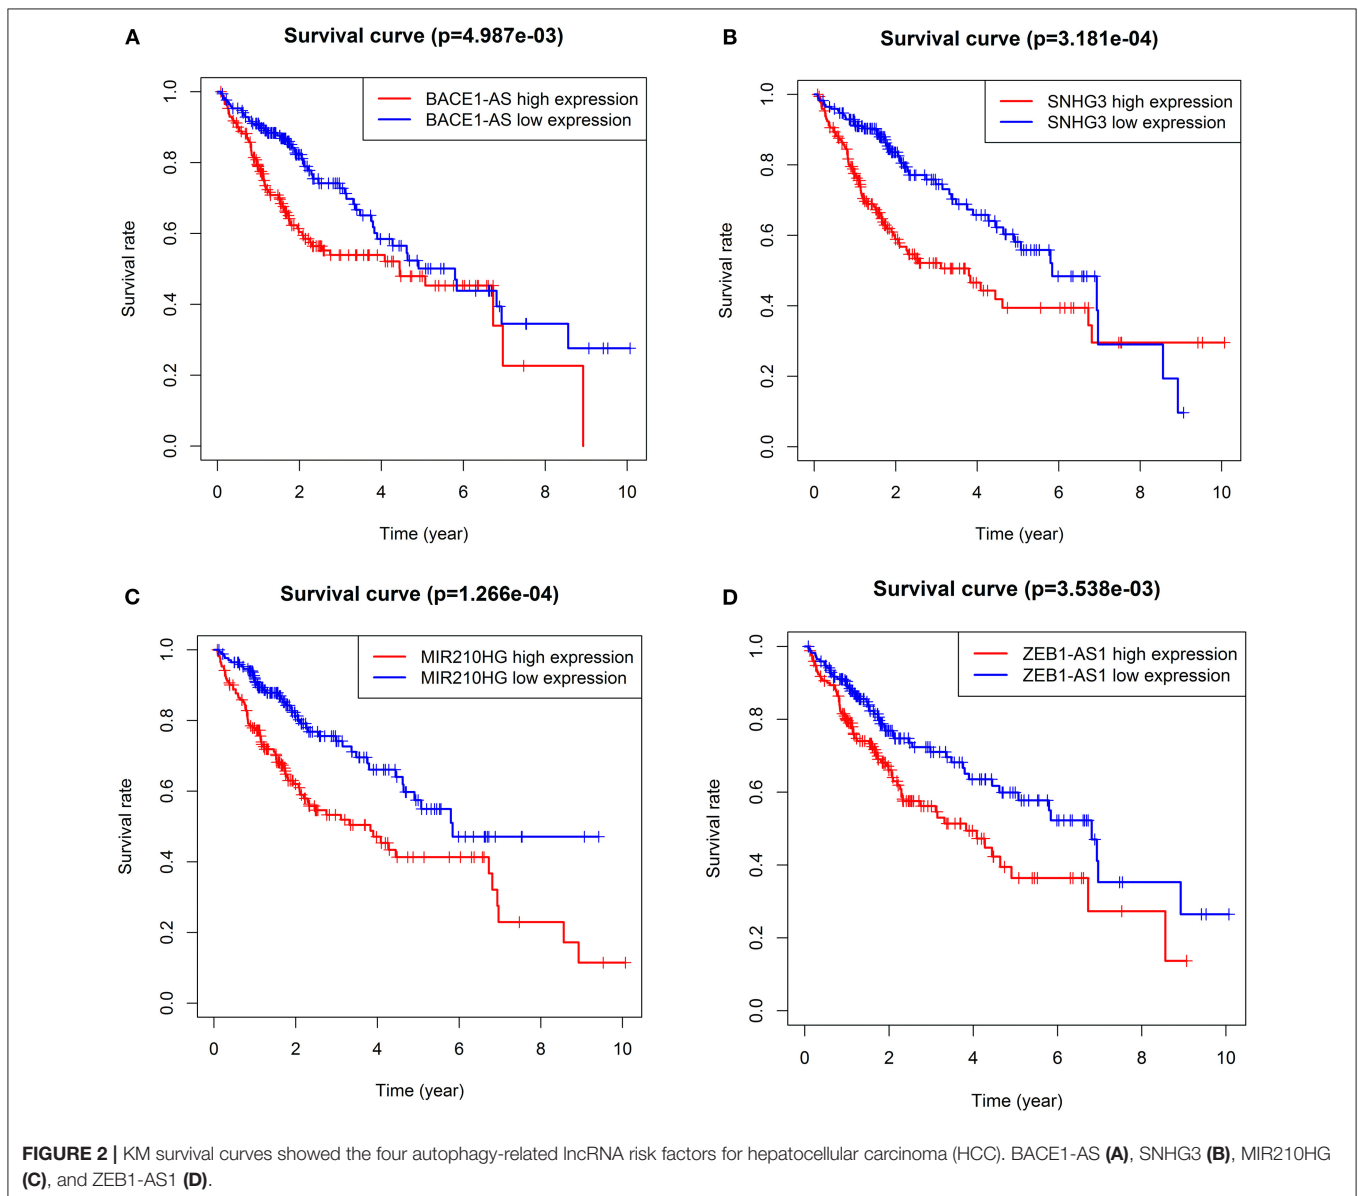 A
Survival curve (p=4.987e-03)
BACE1-AS high expression
BACE1-AS low expression
Survival rate
0.0 0.2 0.4 0.6 0.8 1.0
0 2 4 6 8 10
Time (year)
B
Survival curve (p=3.181e-04)
SNHG3 high expression
SNHG3 low expression
Survival rate
0.0 0.2 0.4 0.6 0.8 1.0
0 2 4 6 8 10
Time (year)
C
Survival curve (p=1.266e-04)
MIR210HG high expression
MIR210HG low expression
Survival rate
0.0 0.2 0.4 0.6 0.8 1.0
0 2 4 6 8 10
Time (year)
D
Survival curve (p=3.538e-03)
ZEB1-AS1 high expression
ZEB1-AS1 low expression
Survival rate
0.0 0.2 0.4 0.6 0.8 1.0
0 2 4 6 8 10
Time (year)
FIGURE 2 | KM survival curves showed the four autophagy-related lncRNA risk factors for hepatocellular carcinoma (HCC). BACE1-AS (A), SNHG3 (B), MIR210HG
(C), and ZEB1-AS1 (D).